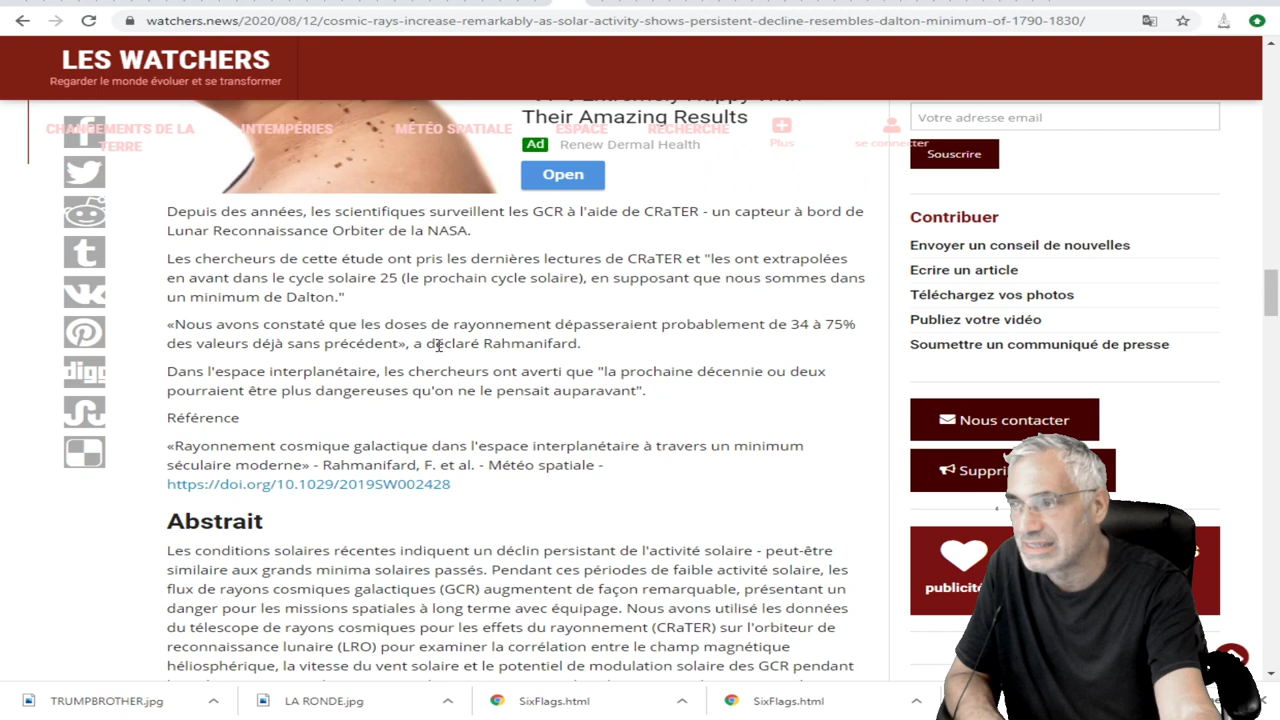 watchers.news/2020/08/12/cosmic-rays-increase-remarkably-as-solar-activity-shows-persistent-decline-resembles-dalton-minimum-of-1790-1830/
LES WATCHERS
Regarder le monde évoluer et se transformer
CHANGEMENTS DE LA TERRE
INTEMPÉRIES
MÉTÉO SPATIALE
ESPACE
RECHERCHE
Plus
se connecter
Their Amazing Results
Ad Renew Dermal Health
Open
Depuis des années, les scientifiques surveillent les GCR à l'aide de CRaTER - un capteur à bord de
Lunar Reconnaissance Orbiter de la NASA.
Les chercheurs de cette étude ont pris les dernières lectures de CRaTER et "les ont extrapolées
en avant dans le cycle solaire 25 (le prochain cycle solaire), en supposant que nous sommes dans
un minimum de Dalton."
«Nous avons constaté que les doses de rayonnement dépasseraient probablement de 34 à 75%
des valeurs déjà sans précédent», a déclaré Rahmanifard.
Dans l'espace interplanétaire, les chercheurs ont averti que "la prochaine décennie ou deux
pourraient être plus dangereuses qu'on ne le pensait auparavant".
Référence
«Rayonnement cosmique galactique dans l'espace interplanétaire à travers un minimum
séculaire moderne» - Rahmanifard, F. et al. - Météo spatiale -
https://doi.org/10.1029/2019SW002428
Abstrait
Les conditions solaires récentes indiquent un déclin persistant de l'activité solaire - peut-être
similaire aux grands minima solaires passés. Pendant ces périodes de faible activité solaire, les
flux de rayons cosmiques galactiques (GCR) augmentent de façon remarquable, présentant un
danger pour les missions spatiales à long terme avec équipage. Nous avons utilisé les données
du télescope de rayons cosmiques pour les effets du rayonnement (CRaTER) sur l'orbiteur de
reconnaissance lunaire (LRO) pour examiner la corrélation entre le champ magnétique
héliosphérique, la vitesse du vent solaire et le potentiel de modulation solaire des GCR pendant
digg
Votre adresse email
Souscrire
Contribuer
Envoyer un conseil de nouvelles
Ecrire un article
Téléchargez vos photos
Publiez votre vidéo
Soumettre un communiqué de presse
Nous contacter
TRUMPBROTHER.jpg
LA RONDE.jpg
SixFlags.html
SixFlags.html